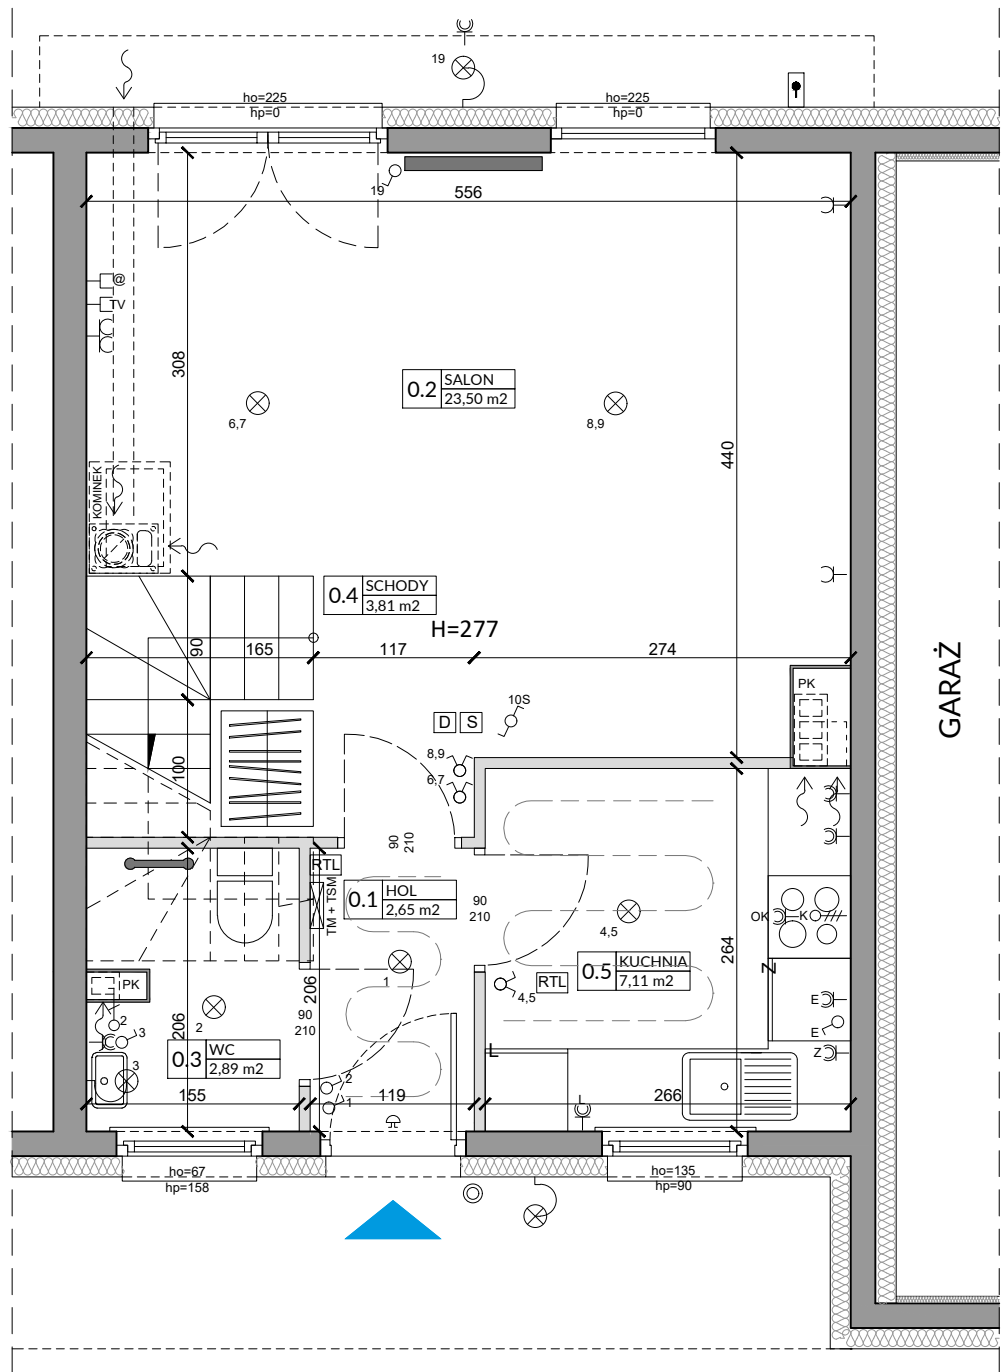 19
ho=225
hp=0
ho=225
hp=0
19
556
@
TV
308
0.2 SALON
23,50 m2
6,7
8,9
440
KOMINEK
0.4 SCHODY
3,81 m2
H=277
90
165
117
274
GARAŻ
PK
10S
D S
8,9
6,7
100
90
210
RTL
TM + TSM
0.1 HOL
2,65 m2
90
210
OK
K
4,5
264
0.5 KUCHNIA
7,11 m2
Z
RTL
4,5
1
PK
206
90
210
2
206
2
3
E
E
Z
L
0.3 WC
2,89 m2
3
2
1
155
119
L
266
ho=67
hp=158
ho=135
hp=90